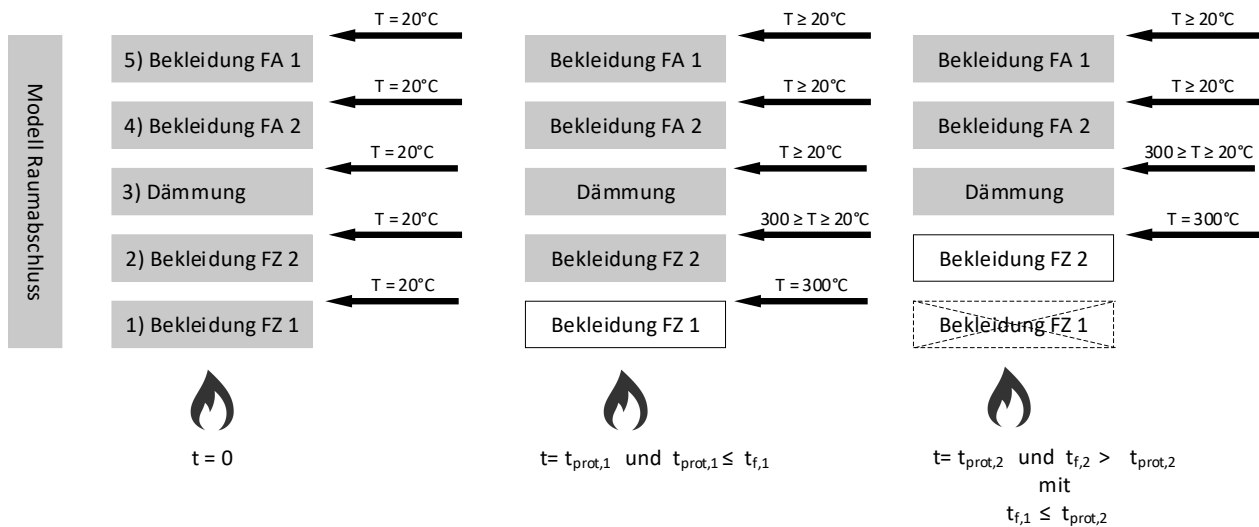 Modell Raumabschluss
T = 20°C
5) Bekleidung FA 1
T = 20°C
4) Bekleidung FA 2
T = 20°C
3) Dämmung
T = 20°C
2) Bekleidung FZ 2
T = 20°C
1) Bekleidung FZ 1
t = 0
T ≥ 20°C
Bekleidung FA 1
T ≥ 20°C
Bekleidung FA 2
T ≥ 20°C
Dämmung
300 ≥ T ≥ 20°C
Bekleidung FZ 2
T = 300°C
Bekleidung FZ 1
t= tprot,1 und tprot,1 ≤ tf,1
T ≥ 20°C
Bekleidung FA 1
T ≥ 20°C
Bekleidung FA 2
300 ≥ T ≥ 20°C
Dämmung
T = 300°C
Bekleidung FZ 2
Bekleidung FZ 1
t= tprot,2 und tf,2 > tprot,2
mit
tf,1 ≤ tprot,2